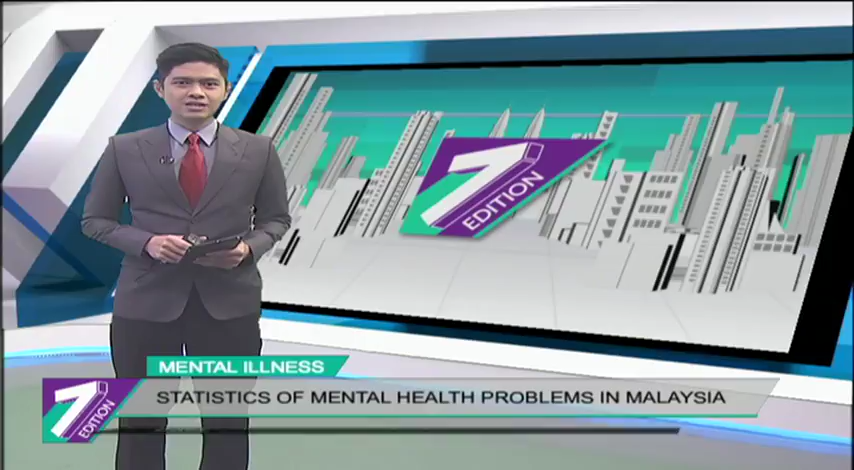 7 EDITION
MENTAL ILLNESS
7 EDITION
STATISTICS OF MENTAL HEALTH PROBLEMS IN MALAYSIA